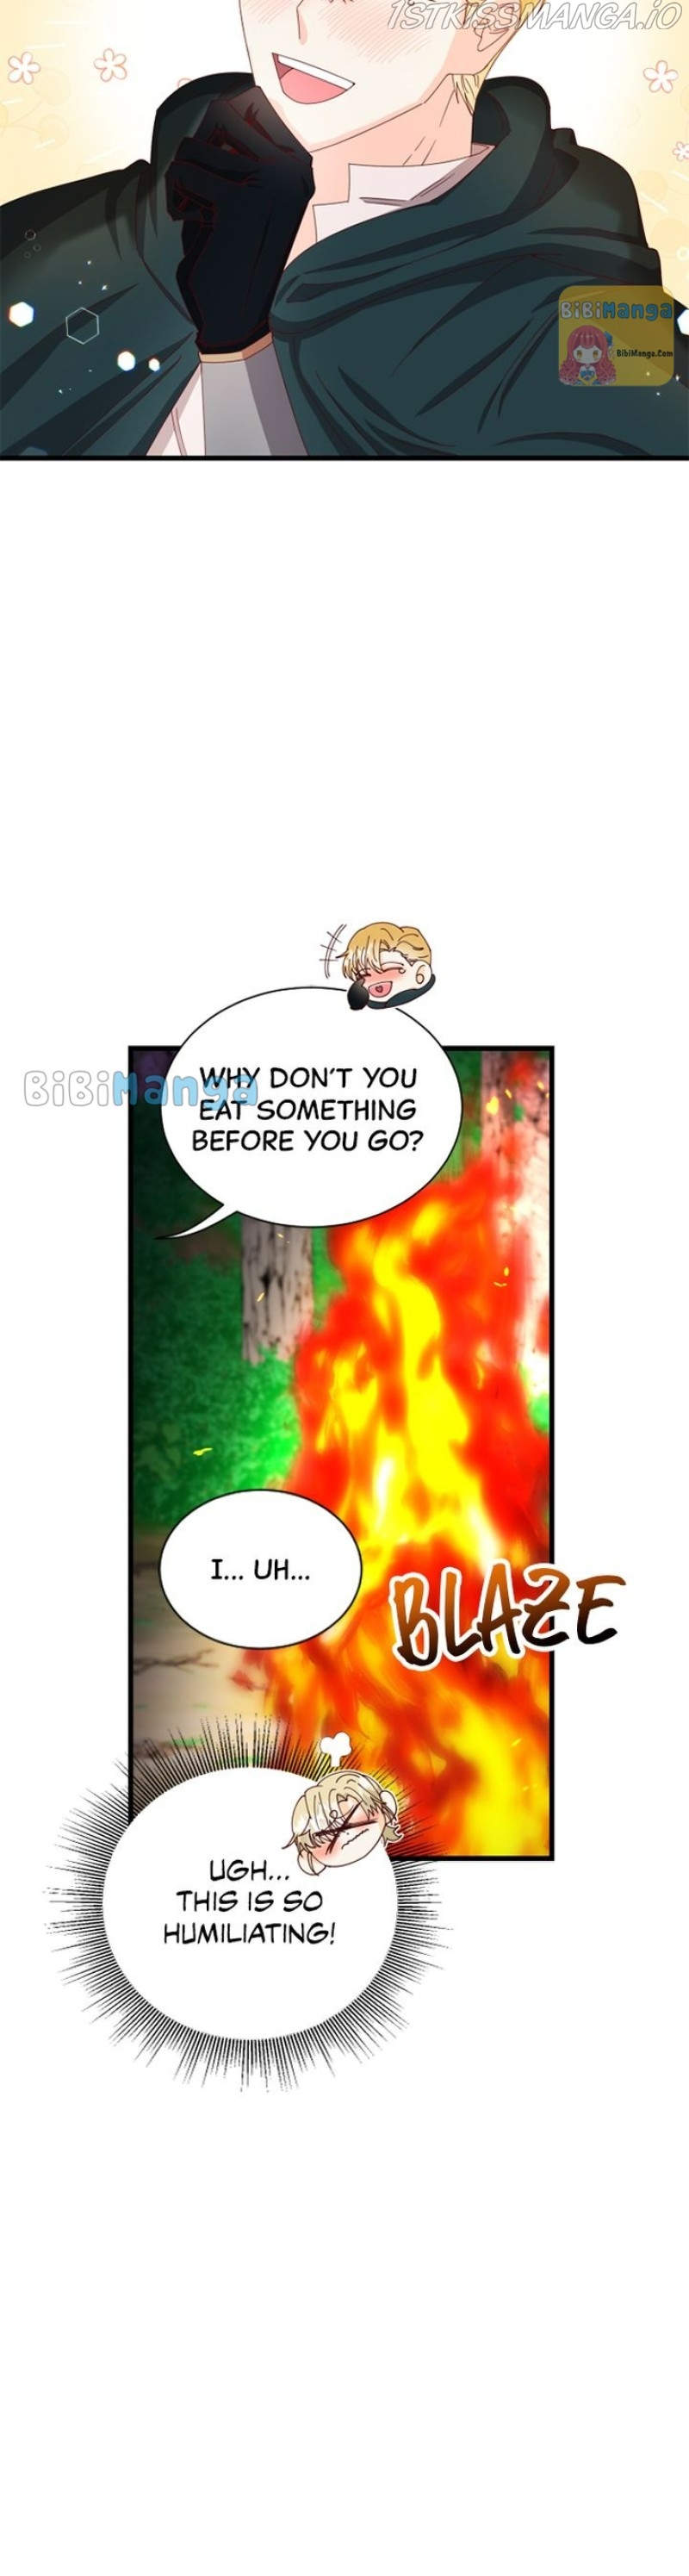 1STKISSMANGA.IO
BiBiManga
BibiManga.Com
BiBiManga
WHY DON'T YOU
EAT SOMETHING
BEFORE YOU GO?
I... UH...
BLAZE
UGH...
THIS IS SO
HUMILIATING!